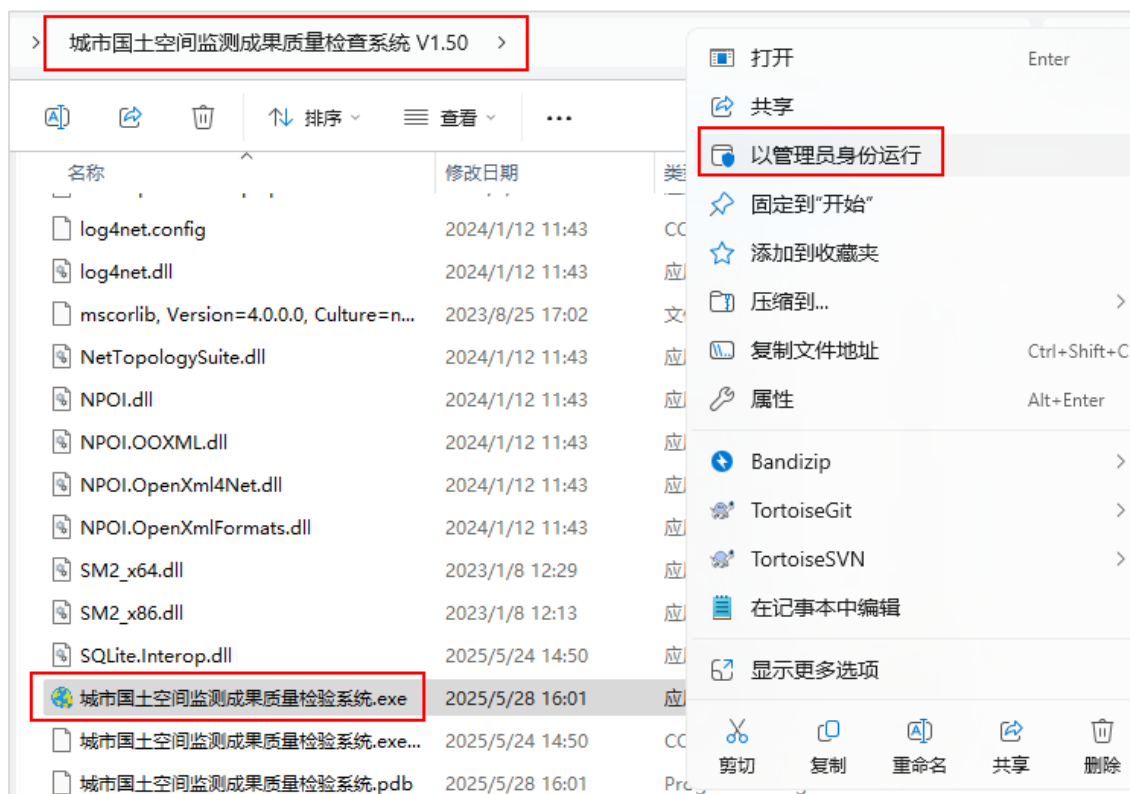 城市国土空间监测成果质量检查系统 V1.50
排序
查看
名称
修改日期
log4net.config
2024/1/12 11:43
log4net.dll
2024/1/12 11:43
mscorlib, Version=4.0.0.0, Culture=n...
2023/8/25 17:02
NetTopologySuite.dll
2024/1/12 11:43
NPOI.dll
2024/1/12 11:43
NPOI.OOXML.dll
2024/1/12 11:43
NPOI.OpenXml4Net.dll
2024/1/12 11:43
NPOI.OpenXmlFormats.dll
2024/1/12 11:43
SM2_x64.dll
2023/1/8 12:29
SM2_x86.dll
2023/1/8 12:13
SQLite.Interop.dll
2025/5/24 14:50
城市国土空间监测成果质量检验系统.exe
2025/5/28 16:01
城市国土空间监测成果质量检验系统.exe...
2025/5/24 14:50
城市国土空间监测成果质量检验系统.pdb
2025/5/28 16:01
打开
Enter
共享
以管理员身份运行
固定到"开始"
添加到收藏夹
压缩到...
复制文件地址
Ctrl+Shift+C
属性
Alt+Enter
Bandizip
TortoiseGit
TortoiseSVN
在记事本中编辑
显示更多选项
剪切
复制
重命名
共享
删除